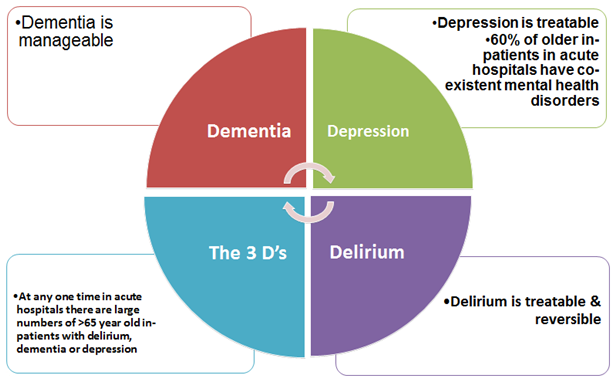 •Dementia is
manageable
•Depression is treatable
•60% of older in-
patients in acute
hospitals have co-
existent mental health
disorders
Dementia
Depression
The 3 D's
Delirium
•At any one time in acute
hospitals there are large
numbers of >65 year old in-
patients with delirium,
dementia or depression
•Delirium is treatable &
reversible